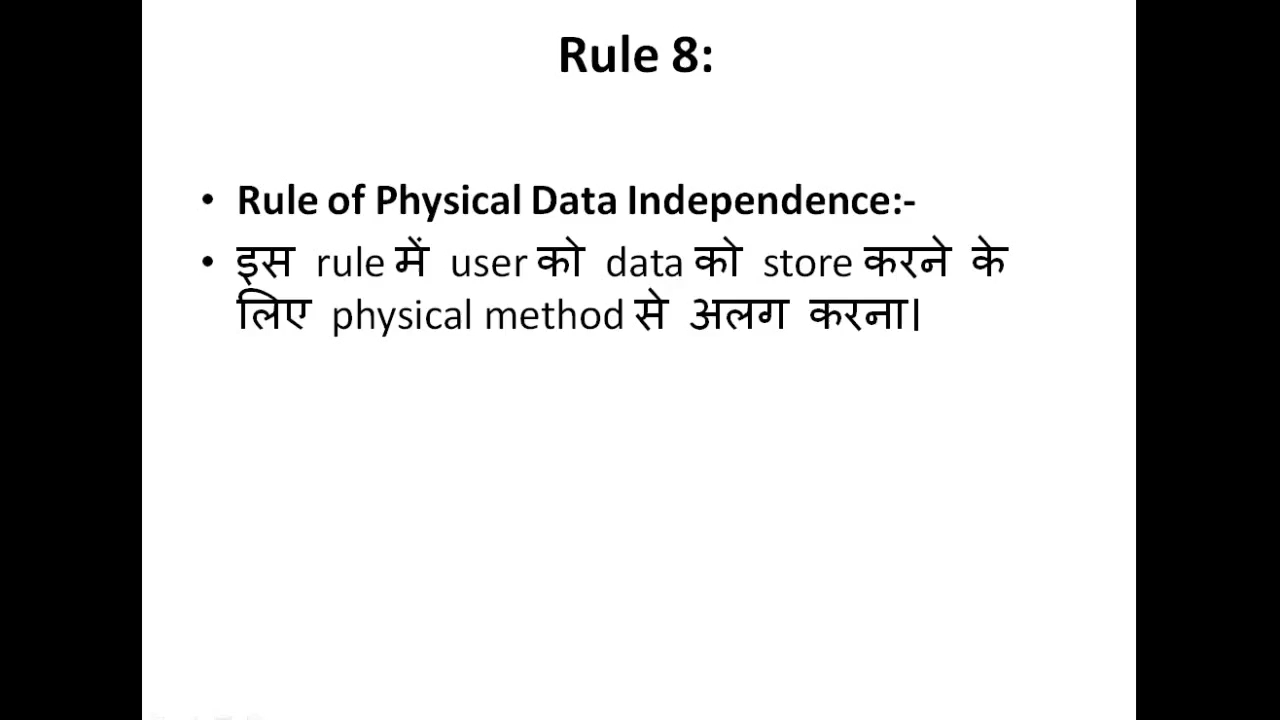 Rule 8:
• Rule of Physical Data Independence:-
• इस rule में user को data को store करने के
लिए physical method से अलग करना।